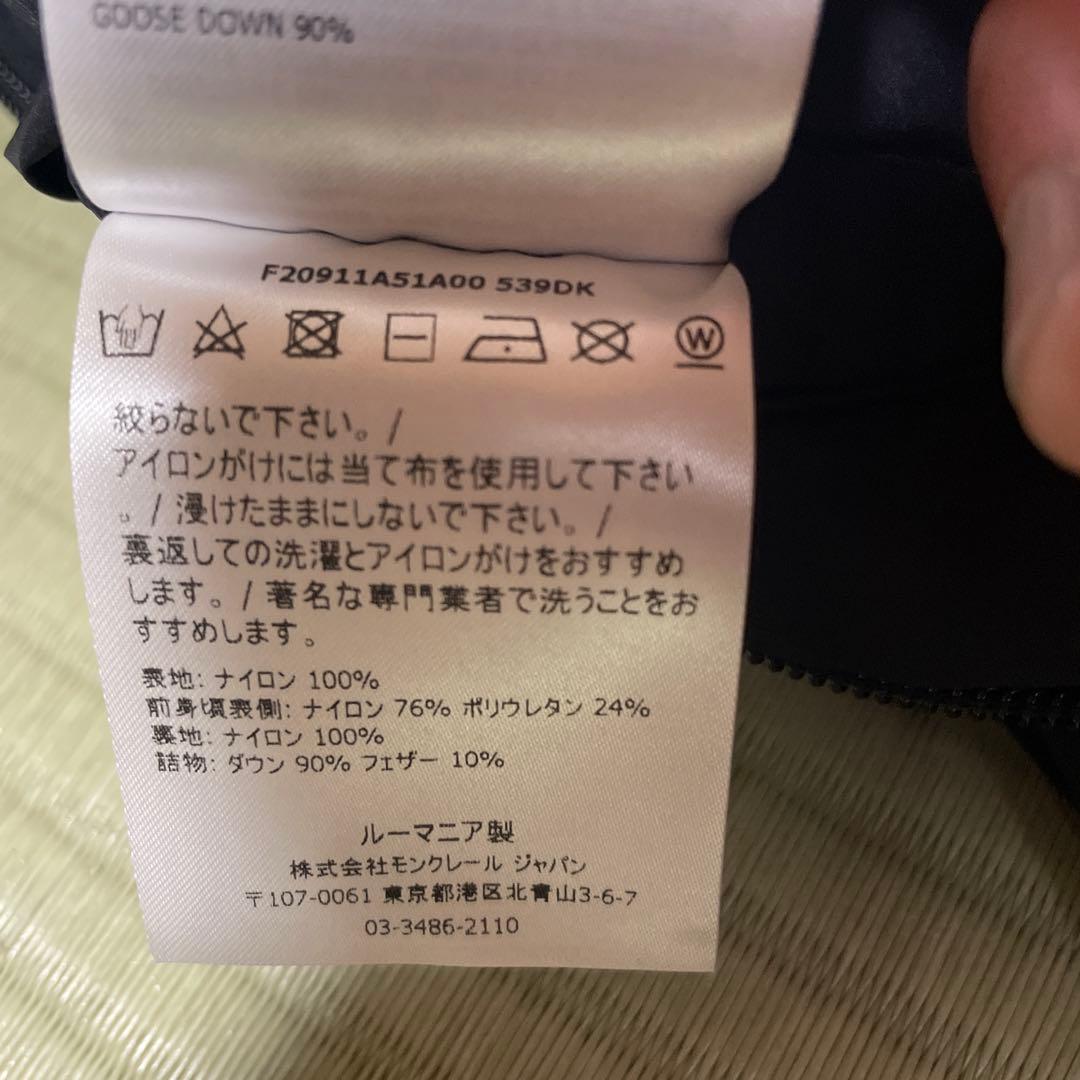 GOOSE DOWN 90%
F20911A51A00 539DK
W
絞らないで下さい。/
アイロンがけには当て布を使用して下さい
。/ 浸けたままにしないで下さい。/
裏返しての洗濯とアイロンがけをおすすめ
します。/ 著名な専門業者で洗うことをお
すすめします。
表地: ナイロン 100%
前身頃表側: ナイロン 76% ポリウレタン 24%
裏地: ナイロン 100%
詰物: ダウン 90% フェザー 10%
ルーマニア製
株式会社モンクレール ジャパン
〒107-0061 東京都港区北青山3-6-7
03-3486-2110